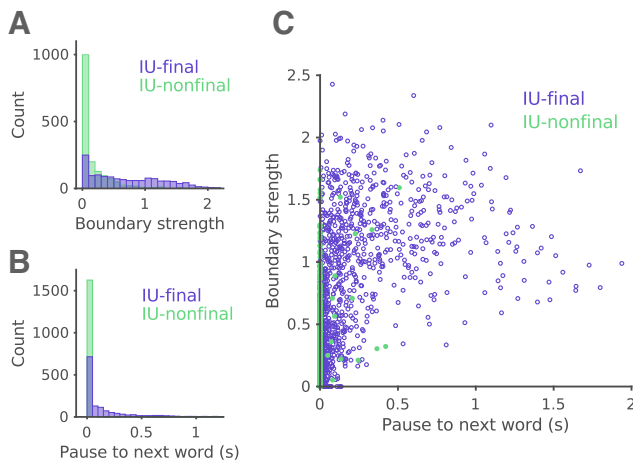 A
1000
500
0
Count
IU-final
IU-nonfinal
0 1 2
Boundary strength
B
1500
1000
500
0
Count
IU-final
IU-nonfinal
0 0.5 1
Pause to next word (s)
C
2.5
2
1.5
1
0.5
0
Boundary strength
IU-final
IU-nonfinal
0 0.5 1 1.5 2
Pause to next word (s)